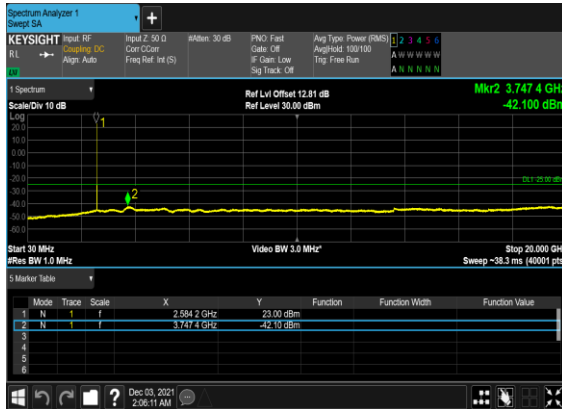 Spectrum Analyzer 1
Swept SA
+
KEYSIGHT
RL
LXI
Input: RF
Coupling: DC
Align: Auto
Input Z: 50 Ω
Corr CCorr
Freq Ref: Int (S)
#Atten: 30 dB
PNO: Fast
Gate: Off
IF Gain: Low
Sig Track: Off
Avg Type: Power (RMS)
Avg|Hold: 100/100
Trig: Free Run
1 2 3 4 5 6
A W W W W W
A N N N N N
1 Spectrum
Scale/Div 10 dB
Log
Ref Lvl Offset 12.81 dB
Ref Level 30.00 dBm
Mkr2 3.747 4 GHz
-42.100 dBm
1
20.0
10.0
0.00
-10.0
-20.0
DL1 -25.00 dBm
-30.0
2
-40.0
-50.0
-60.0
Start 30 MHz
#Res BW 1.0 MHz
Video BW 3.0 MHz*
Stop 20.000 GHz
Sweep ~38.3 ms (40001 pts)
5 Marker Table
Mode Trace Scale X Y Function Function Width Function Value
1 N 1 f 2.584 2 GHz 23.00 dBm
2 N 1 f 3.747 4 GHz -42.10 dBm
3
4
5
6
?
Dec 03, 2021
2:06:11 AM